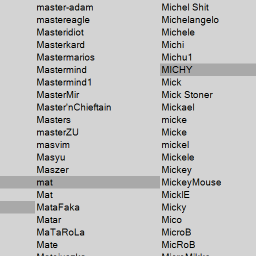 master-adam
mastereagle
Masteridiot
Masterkard
Mastermarios
Mastermind
Mastermind1
MasterMir
Master'nChieftain
Masters
masterZU
masvim
Masyu
Maszer
mat
Mat
MataFaka
Matar
MaTaRoLa
Mate
Michel Shit
Michelangelo
Michele
Michi
Michu1
MICHY
Mick
Mick Stoner
Mickael
micke
Micke
mickel
Mickele
Mickey
MickeyMouse
MicklE
Micky
Mico
MicroB
MicRoB